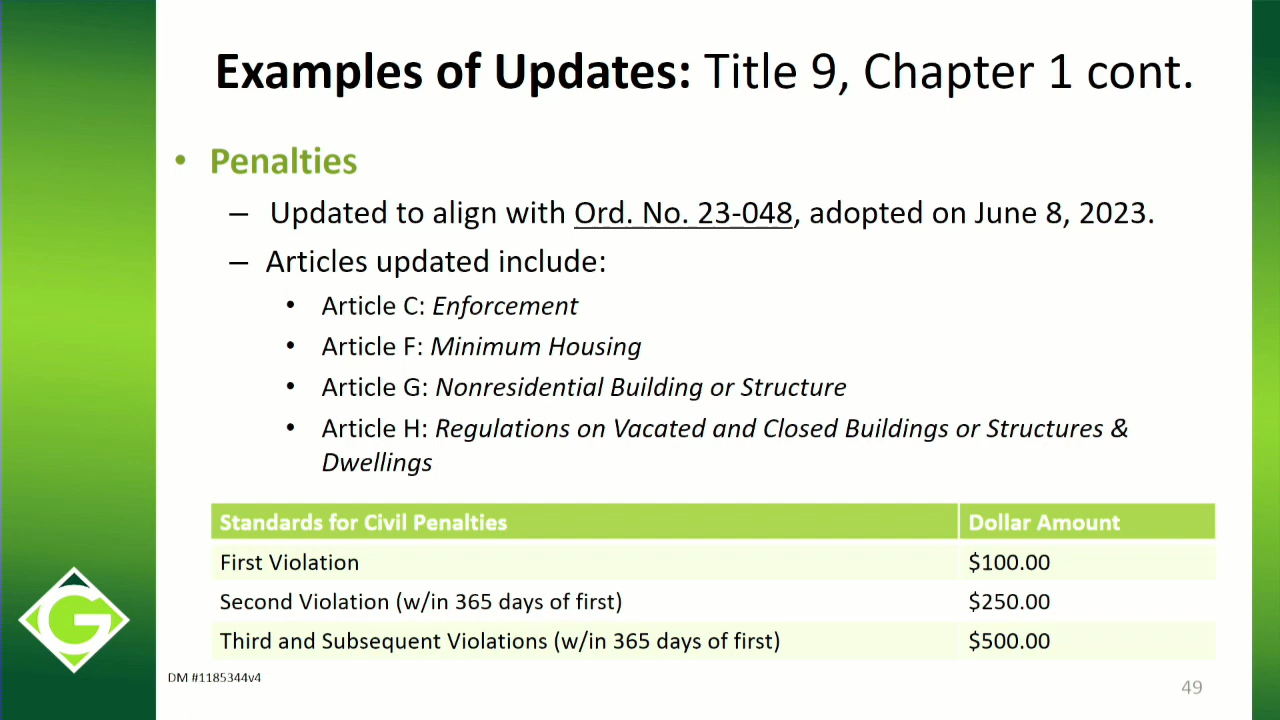 Examples of Updates: Title 9, Chapter 1 cont.
• Penalties
– Updated to align with Ord. No. 23-048, adopted on June 8, 2023.
– Articles updated include:
• Article C: Enforcement
• Article F: Minimum Housing
• Article G: Nonresidential Building or Structure
• Article H: Regulations on Vacated and Closed Buildings or Structures &
Dwellings
Standards for Civil Penalties Dollar Amount
First Violation $100.00
Second Violation (w/in 365 days of first) $250.00
Third and Subsequent Violations (w/in 365 days of first) $500.00
G
DM #1185344v4
49